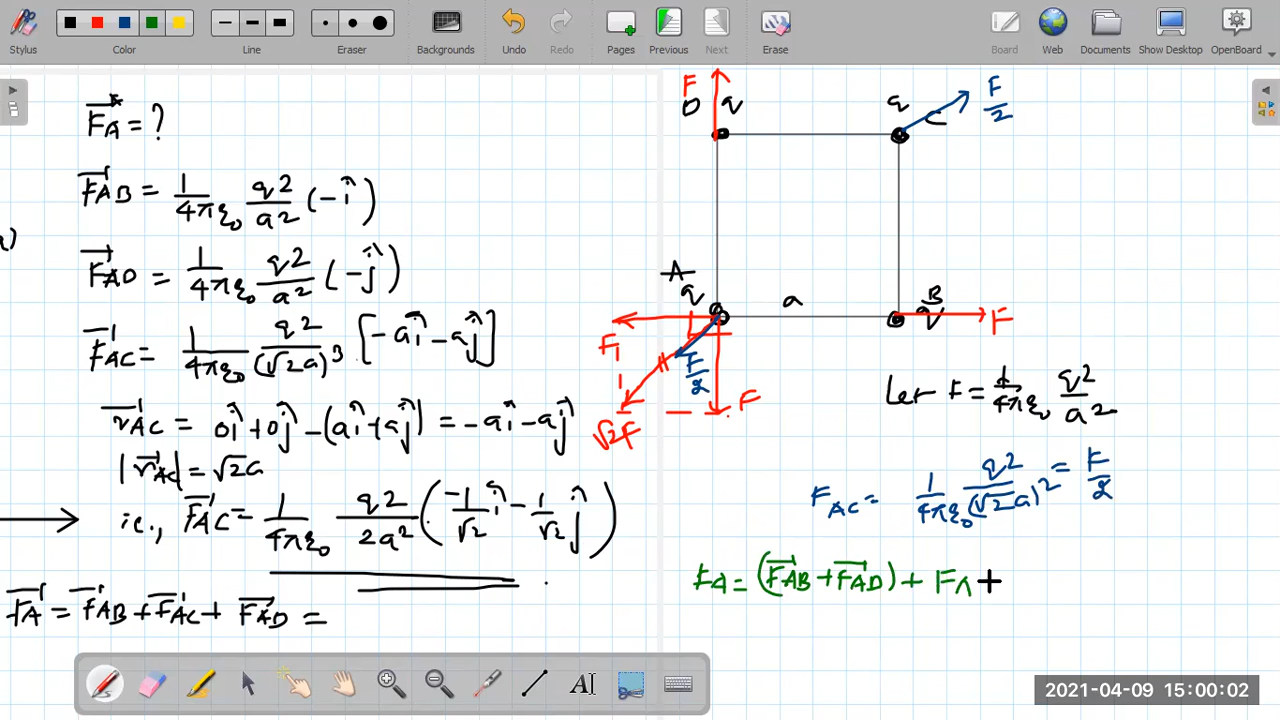 Stylus Color Line Eraser Backgrounds Undo Redo Pages Previous Next Erase Board Web Documents Show Desktop OpenBoard
F⃗A = ?
F⃗AB = 1/4πε₀ q²/a² (-î)
F⃗AD = 1/4πε₀ q²/a² (-ĵ)
F⃗AC = 1/4πε₀ q²/(√2a)³ [-aî - aĵ]
r⃗AC = 0î + 0ĵ - (aî + aĵ) = -aî - aĵ
|r⃗AC| = √2a
i.e., F⃗AC = 1/4πε₀ q²/2a² (-1/√2 î - 1/√2 ĵ)
F⃗A = F⃗AB + F⃗AC + F⃗AD =
F
D q
q C
F/2
A
q
a
B
q
F
F
F/2
F
√2F
Let F = 1/4πε₀ q²/a²
FAC = 1/4πε₀ q²/(√2a)² = F/2
FA = (F⃗AB + F⃗AD) + FA
2021-04-09 15:00:02